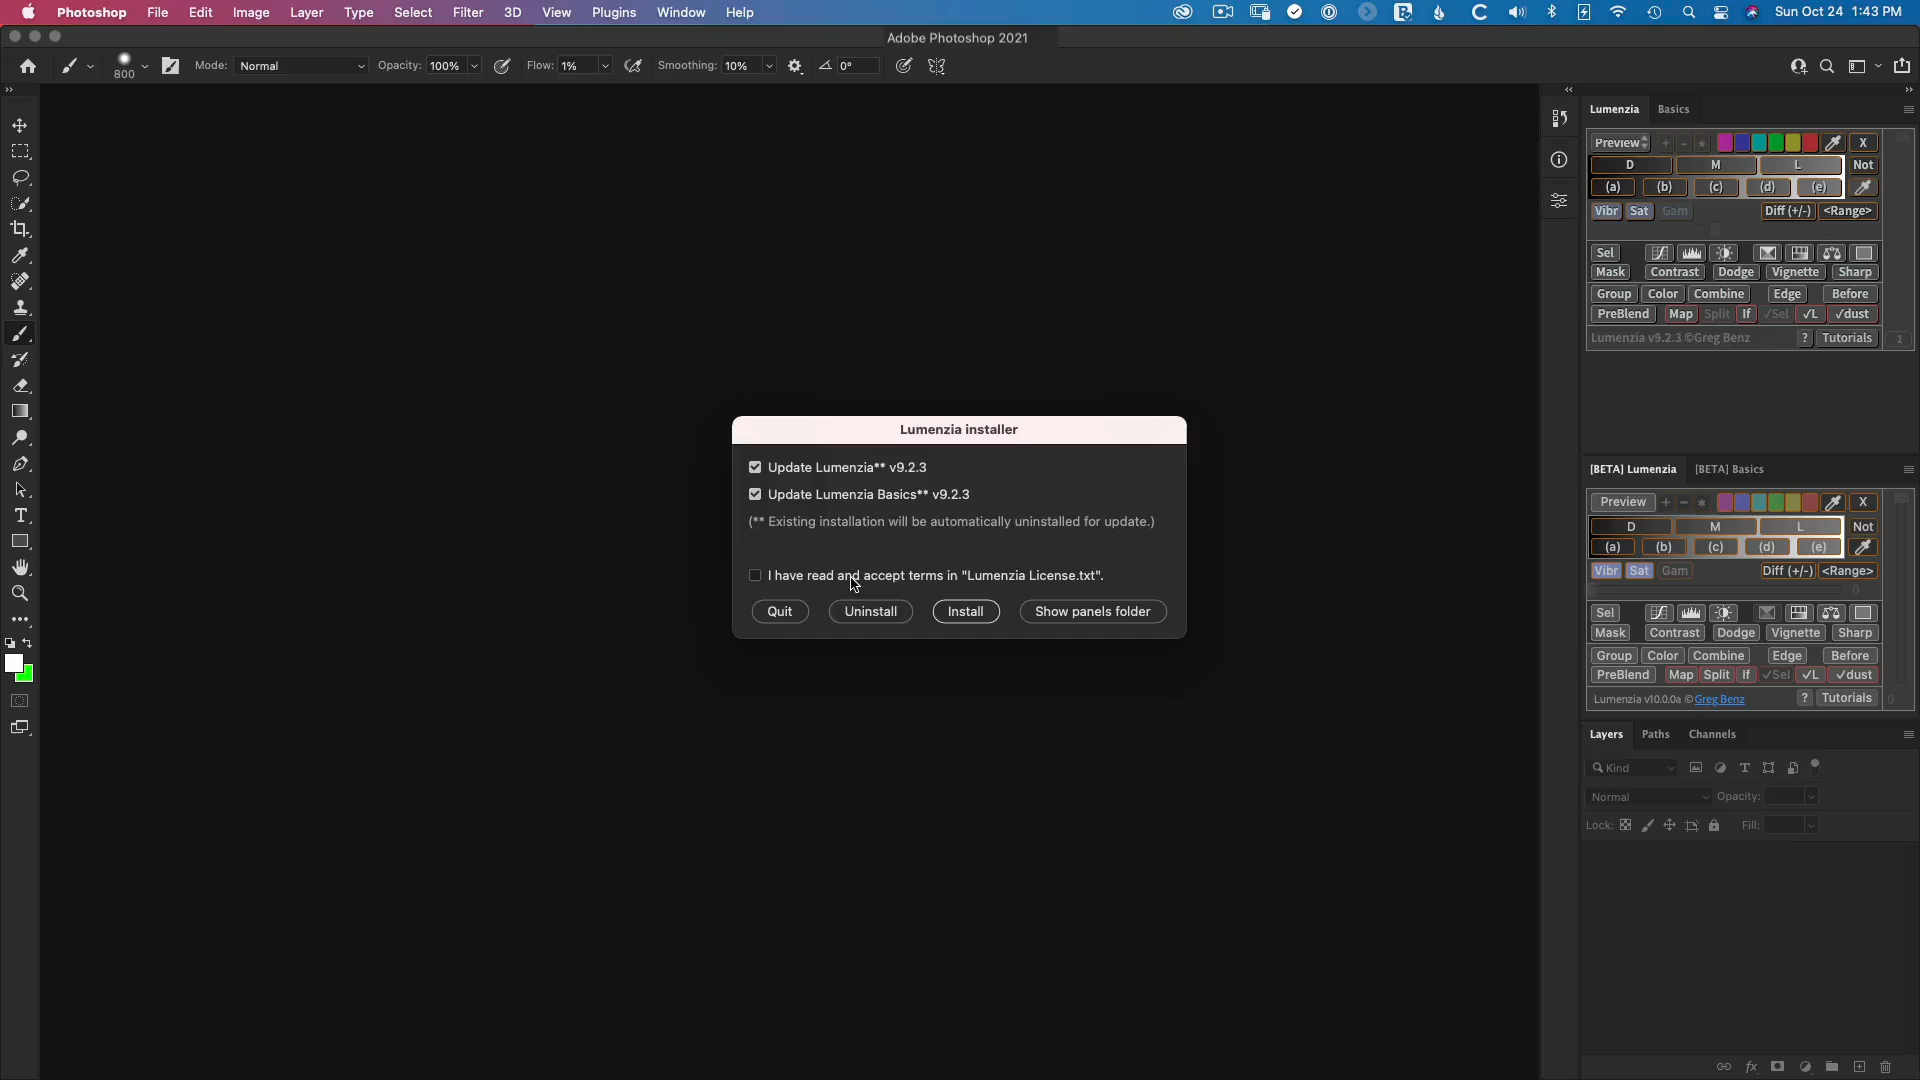 Photoshop File Edit Image Layer Type Select Filter 3D View Plugins Window Help Sun Oct 24 1:43 PM
Adobe Photoshop 2021
800 Mode: Normal Opacity: 100% Flow: 1% Smoothing: 10% 0°
Lumenzia Basics
Preview + - * X
D M L Not
(a) (b) (c) (d) (e)
Vibr Sat Gam Diff (+/-) <Range>
Sel
Mask Contrast Dodge Vignette Sharp
Group Color Combine Edge Before
PreBlend Map Split If ✓Sel ✓L ✓dust
Lumenzia v9.2.3 ©Greg Benz ? Tutorials 1
Lumenzia installer
Update Lumenzia** v9.2.3
Update Lumenzia Basics** v9.2.3
(** Existing installation will be automatically uninstalled for update.)
I have read and accept terms in "Lumenzia License.txt".
Quit Uninstall Install Show panels folder
[BETA] Lumenzia [BETA] Basics
Preview + - * X
D M L Not
(a) (b) (c) (d) (e)
Vibr Sat Gam Diff (+/-) <Range>
0
Sel
Mask Contrast Dodge Vignette Sharp
Group Color Combine Edge Before
PreBlend Map Split If ✓Sel ✓L ✓dust
Lumenzia v10.0.0a © Greg Benz ? Tutorials 0
Layers Paths Channels
Kind
Normal Opacity:
Lock: Fill: